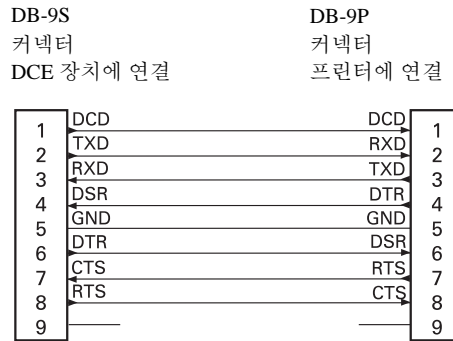 DB-9S DB-9P
커넥터 커넥터
DCE 장치에 연결 프린터에 연결
1 DCD DCD 1
2 TXD RXD 2
3 RXD TXD 3
4 DSR DTR 4
5 GND GND 5
6 DTR DSR 6
7 CTS RTS 7
8 RTS CTS 8
9 9